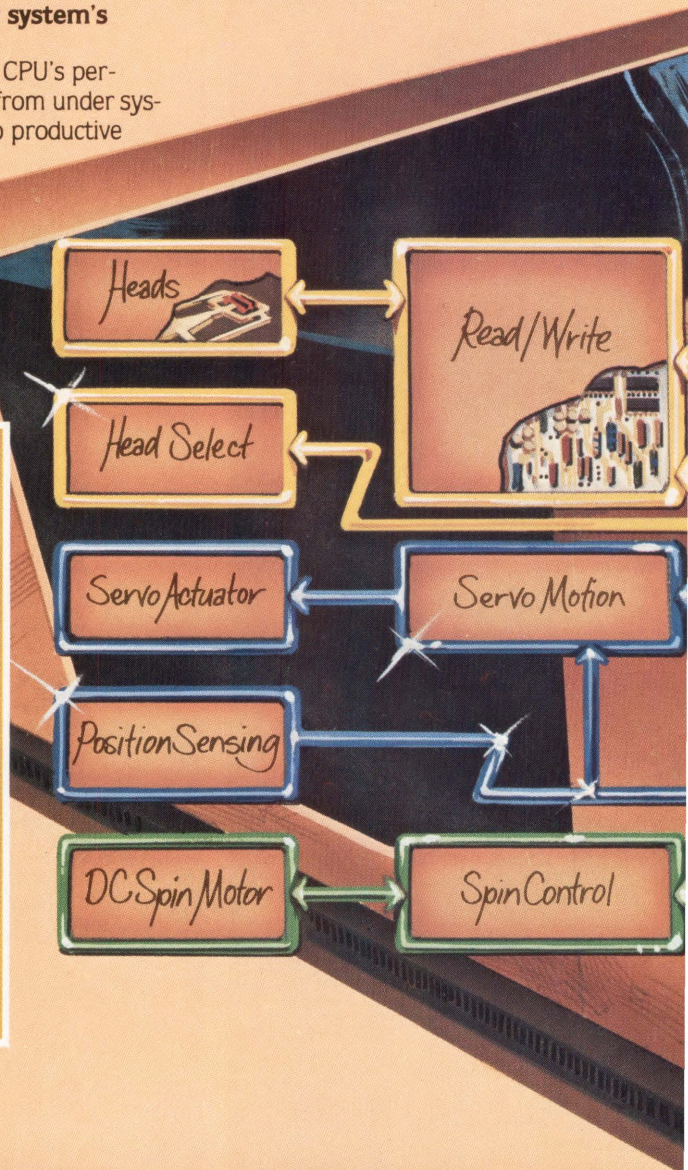 system's
CPU's per-
from under sys-
productive
Heads
Read/Write
Head Select
Servo Actuator
Servo Motion
Position Sensing
DC Spin Motor
Spin Control